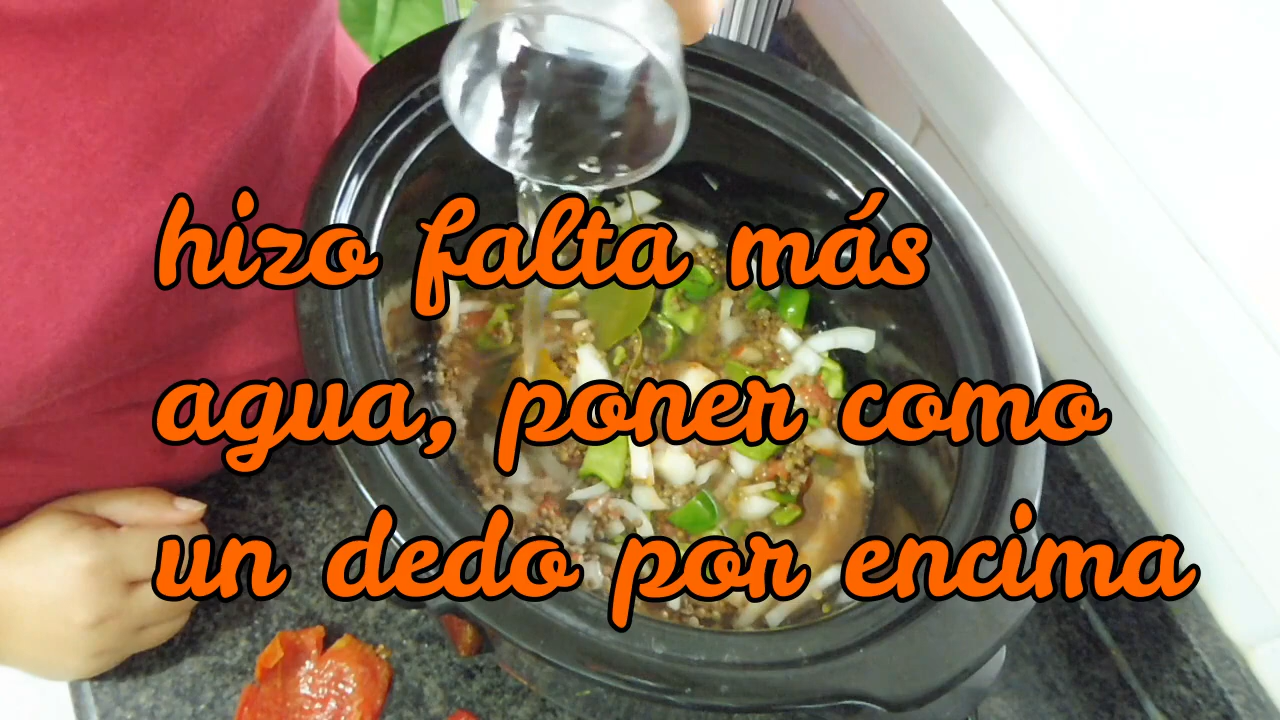 hizo falta más
agua, poner como
un dedo por encima